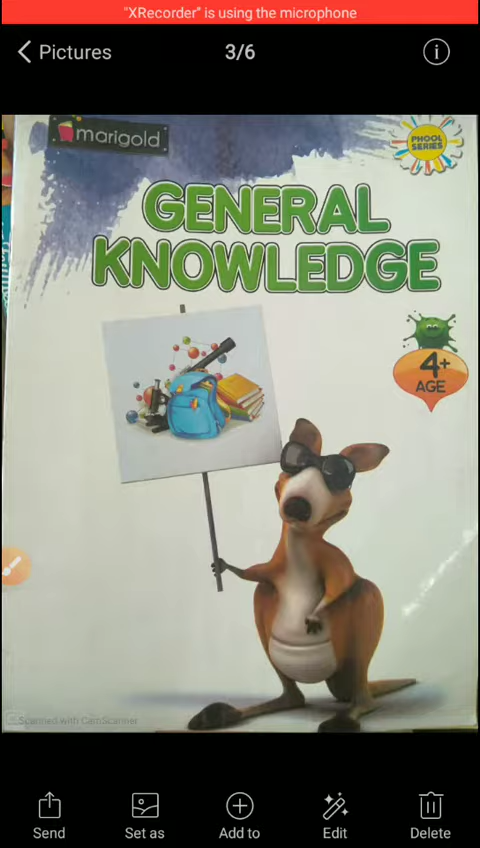 "XRecorder" is using the microphone
Pictures
3/6
marigold
PHOOL
SERIES
GENERAL
KNOWLEDGE
4+
AGE
Scanned with CamScanner
Send
Set as
Add to
Edit
Delete